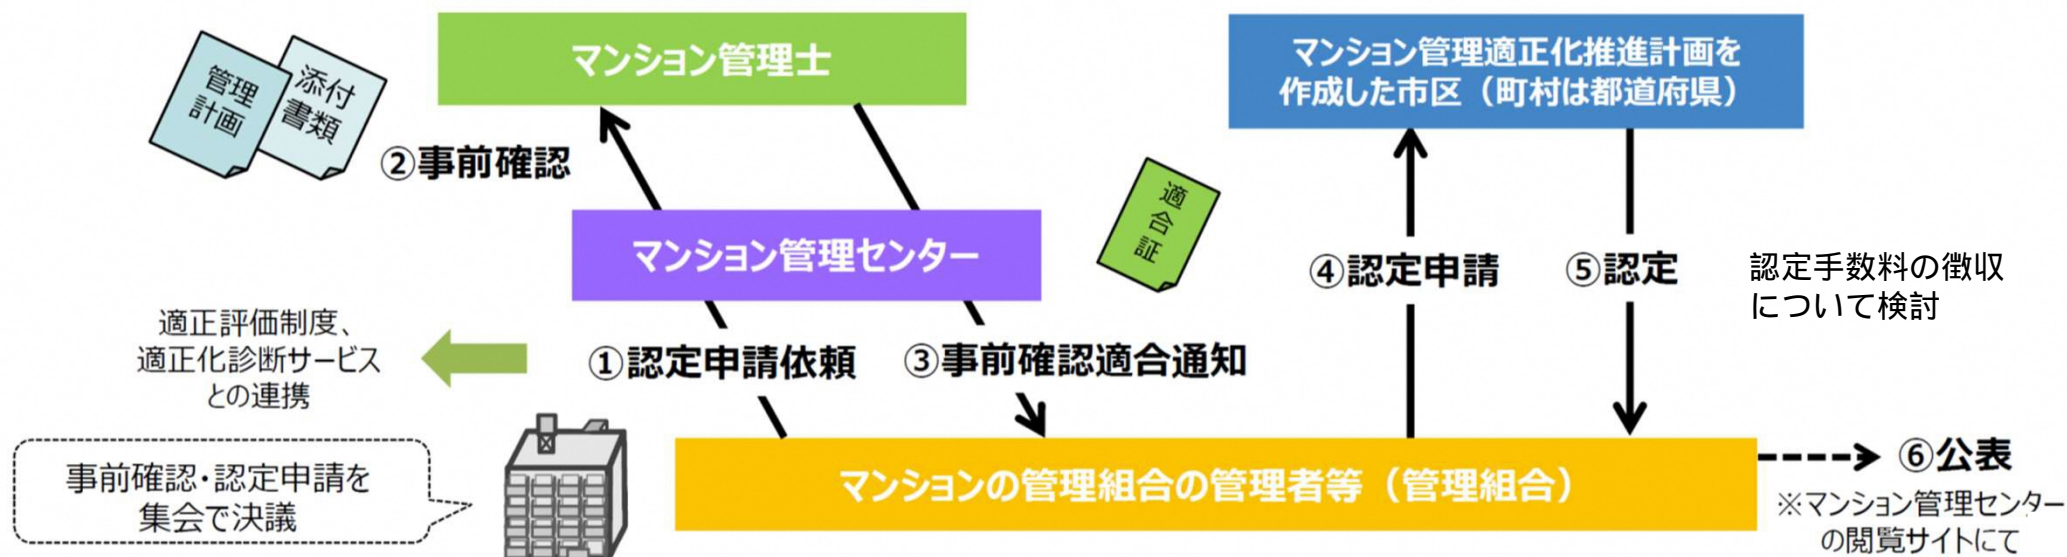 マンション管理士
マンション管理適正化推進計画を
作成した市区（町村は都道府県）
管理
計画
添付
書類
②事前確認
適
合
証
マンション管理センター
④認定申請
⑤認定
認定手数料の徴収
について検討
適正評価制度、
適正化診断サービス
との連携
①認定申請依頼
③事前確認適合通知
事前確認・認定申請を
集会で決議
マンションの管理組合の管理者等（管理組合）
⑥公表
※マンション管理センター
の閲覧サイトにて